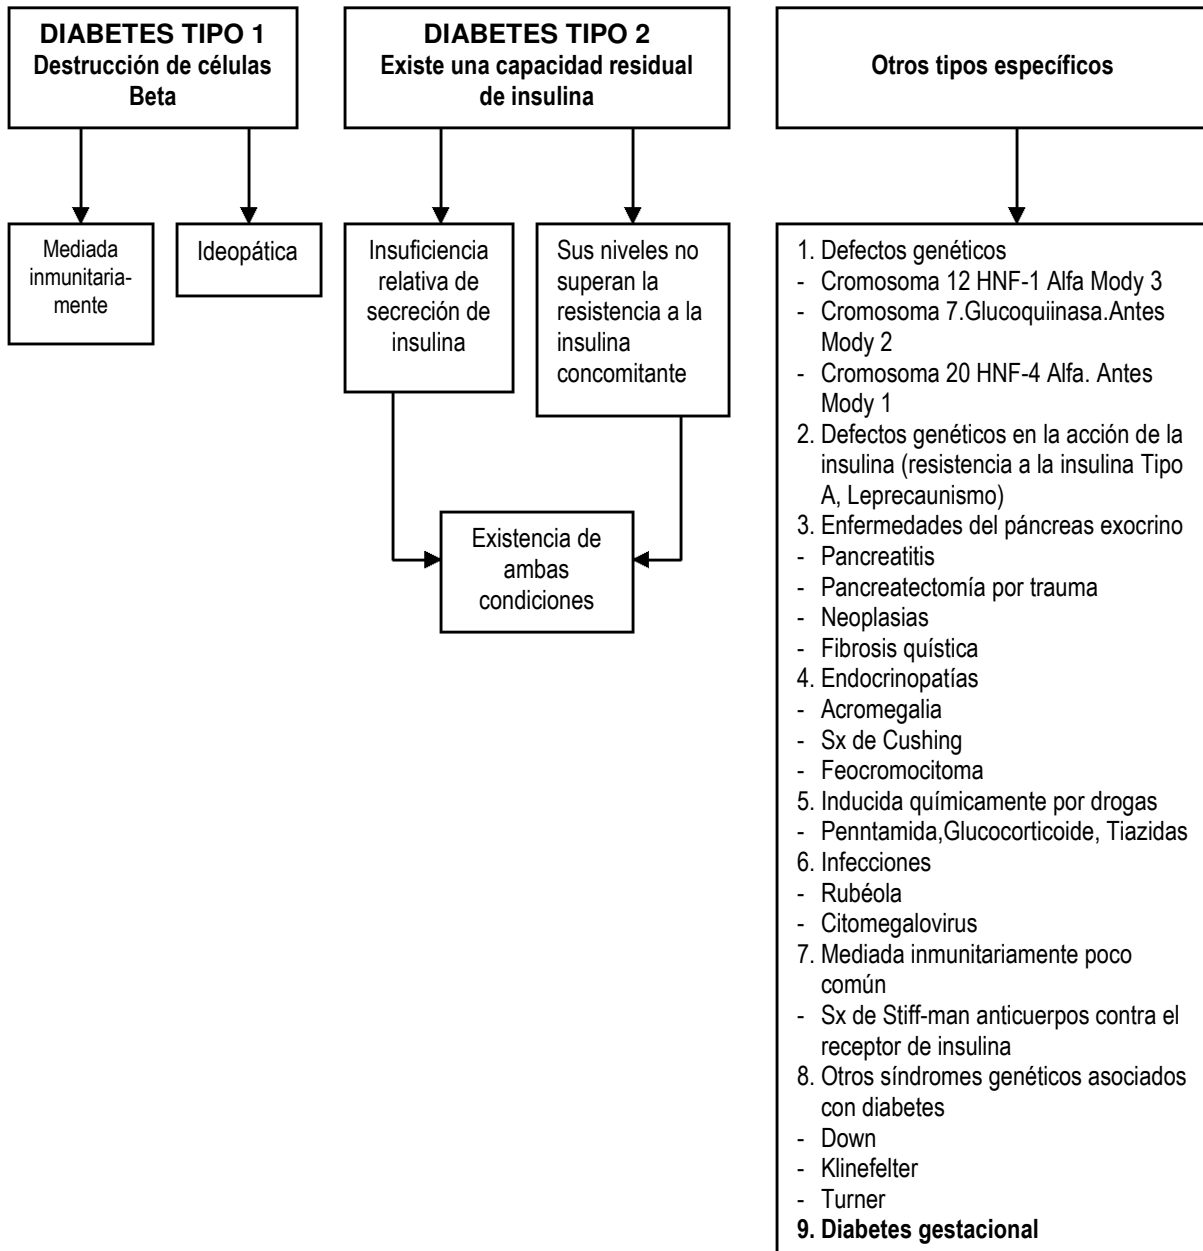 DIABETES TIPO 1
Destrucción de células
Beta
DIABETES TIPO 2
Existe una capacidad residual
de insulina
Otros tipos específicos
Mediada
inmunitaria-
mente
Ideopática
Insuficiencia
relativa de
secreción de
insulina
Sus niveles no
superan la
resistencia a la
insulina
concomitante
Existencia de
ambas
condiciones
1. Defectos genéticos
- Cromosoma 12 HNF-1 Alfa Mody 3
- Cromosoma 7.Glucoquiinasa.Antes
Mody 2
- Cromosoma 20 HNF-4 Alfa. Antes
Mody 1
2. Defectos genéticos en la acción de la
insulina (resistencia a la insulina Tipo
A, Leprecaunismo)
3. Enfermedades del páncreas exocrino
- Pancreatitis
- Pancreatectomía por trauma
- Neoplasias
- Fibrosis quística
4. Endocrinopatías
- Acromegalia
- Sx de Cushing
- Feocromocitoma
5. Inducida químicamente por drogas
- Penntamida,Glucocorticoide, Tiazidas
6. Infecciones
- Rubéola
- Citomegalovirus
7. Mediada inmunitariamente poco
común
- Sx de Stiff-man anticuerpos contra el
receptor de insulina
8. Otros síndromes genéticos asociados
con diabetes
- Down
- Klinefelter
- Turner
9. Diabetes gestacional